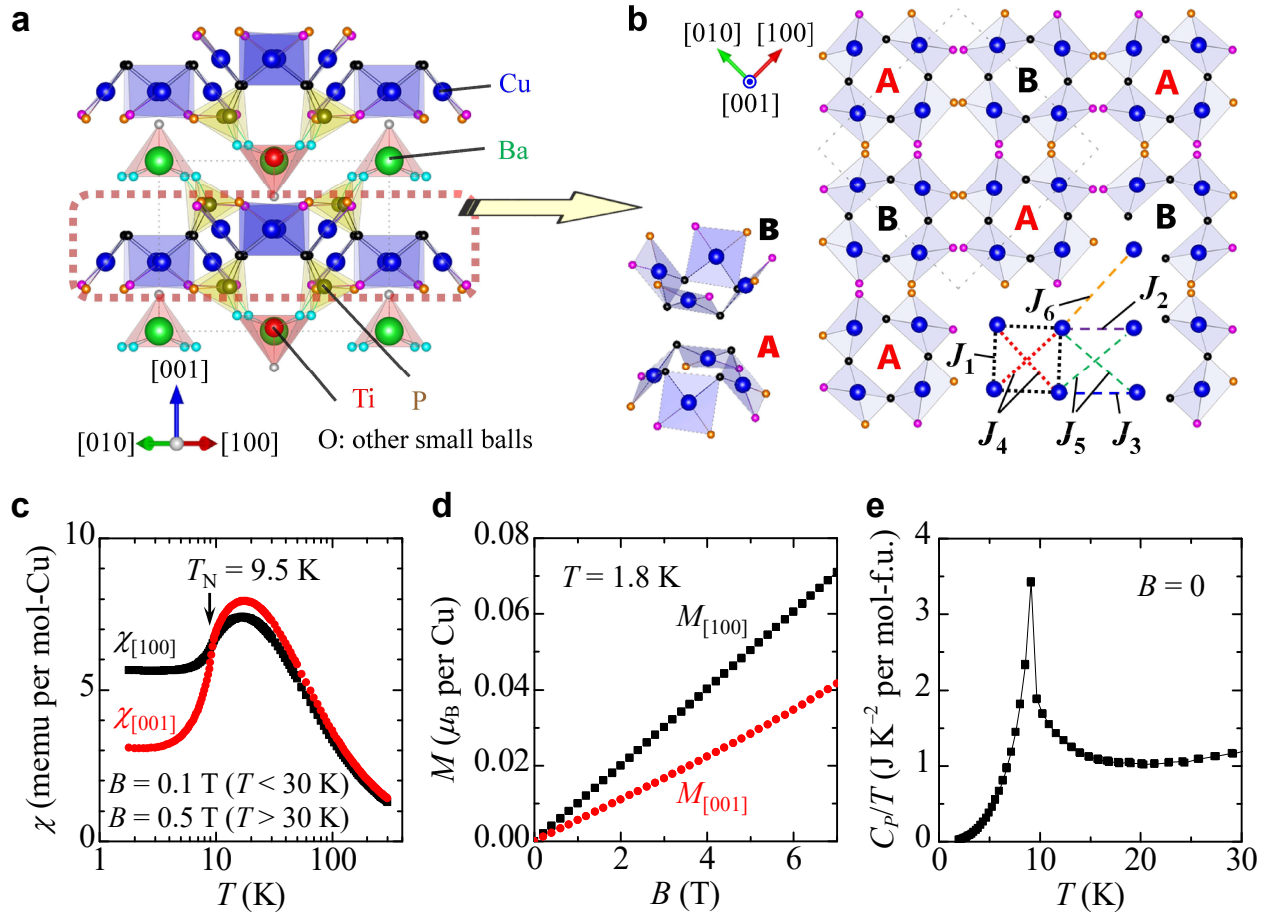 a
Cu
Ba
Ti
P
[001]
[010]
[100]
O: other small balls
b
[010]
[100]
[001]
A
B
A
B
A
B
A
B
A
J6
J2
J1
J4
J5
J3
c
χ (memu per mol-Cu)
10
5
0
TN = 9.5 K
χ[100]
χ[001]
B = 0.1 T (T < 30 K)
B = 0.5 T (T > 30 K)
1
10
100
T (K)
d
M (μB per Cu)
0.08
0.06
0.04
0.02
0.00
T = 1.8 K
M[100]
M[001]
0
2
4
6
B (T)
e
CP/T (J K−2 per mol-f.u.)
4
3
2
1
0
B = 0
0
10
20
30
T (K)